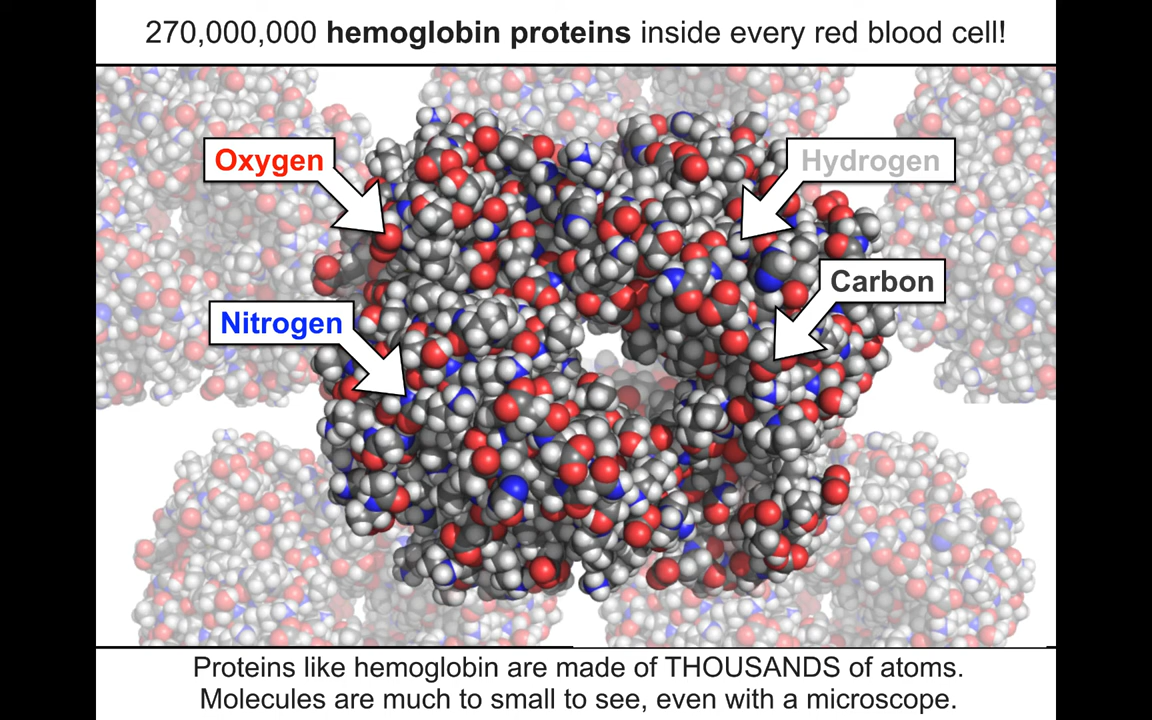 270,000,000 hemoglobin proteins inside every red blood cell!
Oxygen
Hydrogen
Carbon
Nitrogen
Proteins like hemoglobin are made of THOUSANDS of atoms.
Molecules are much to small to see, even with a microscope.